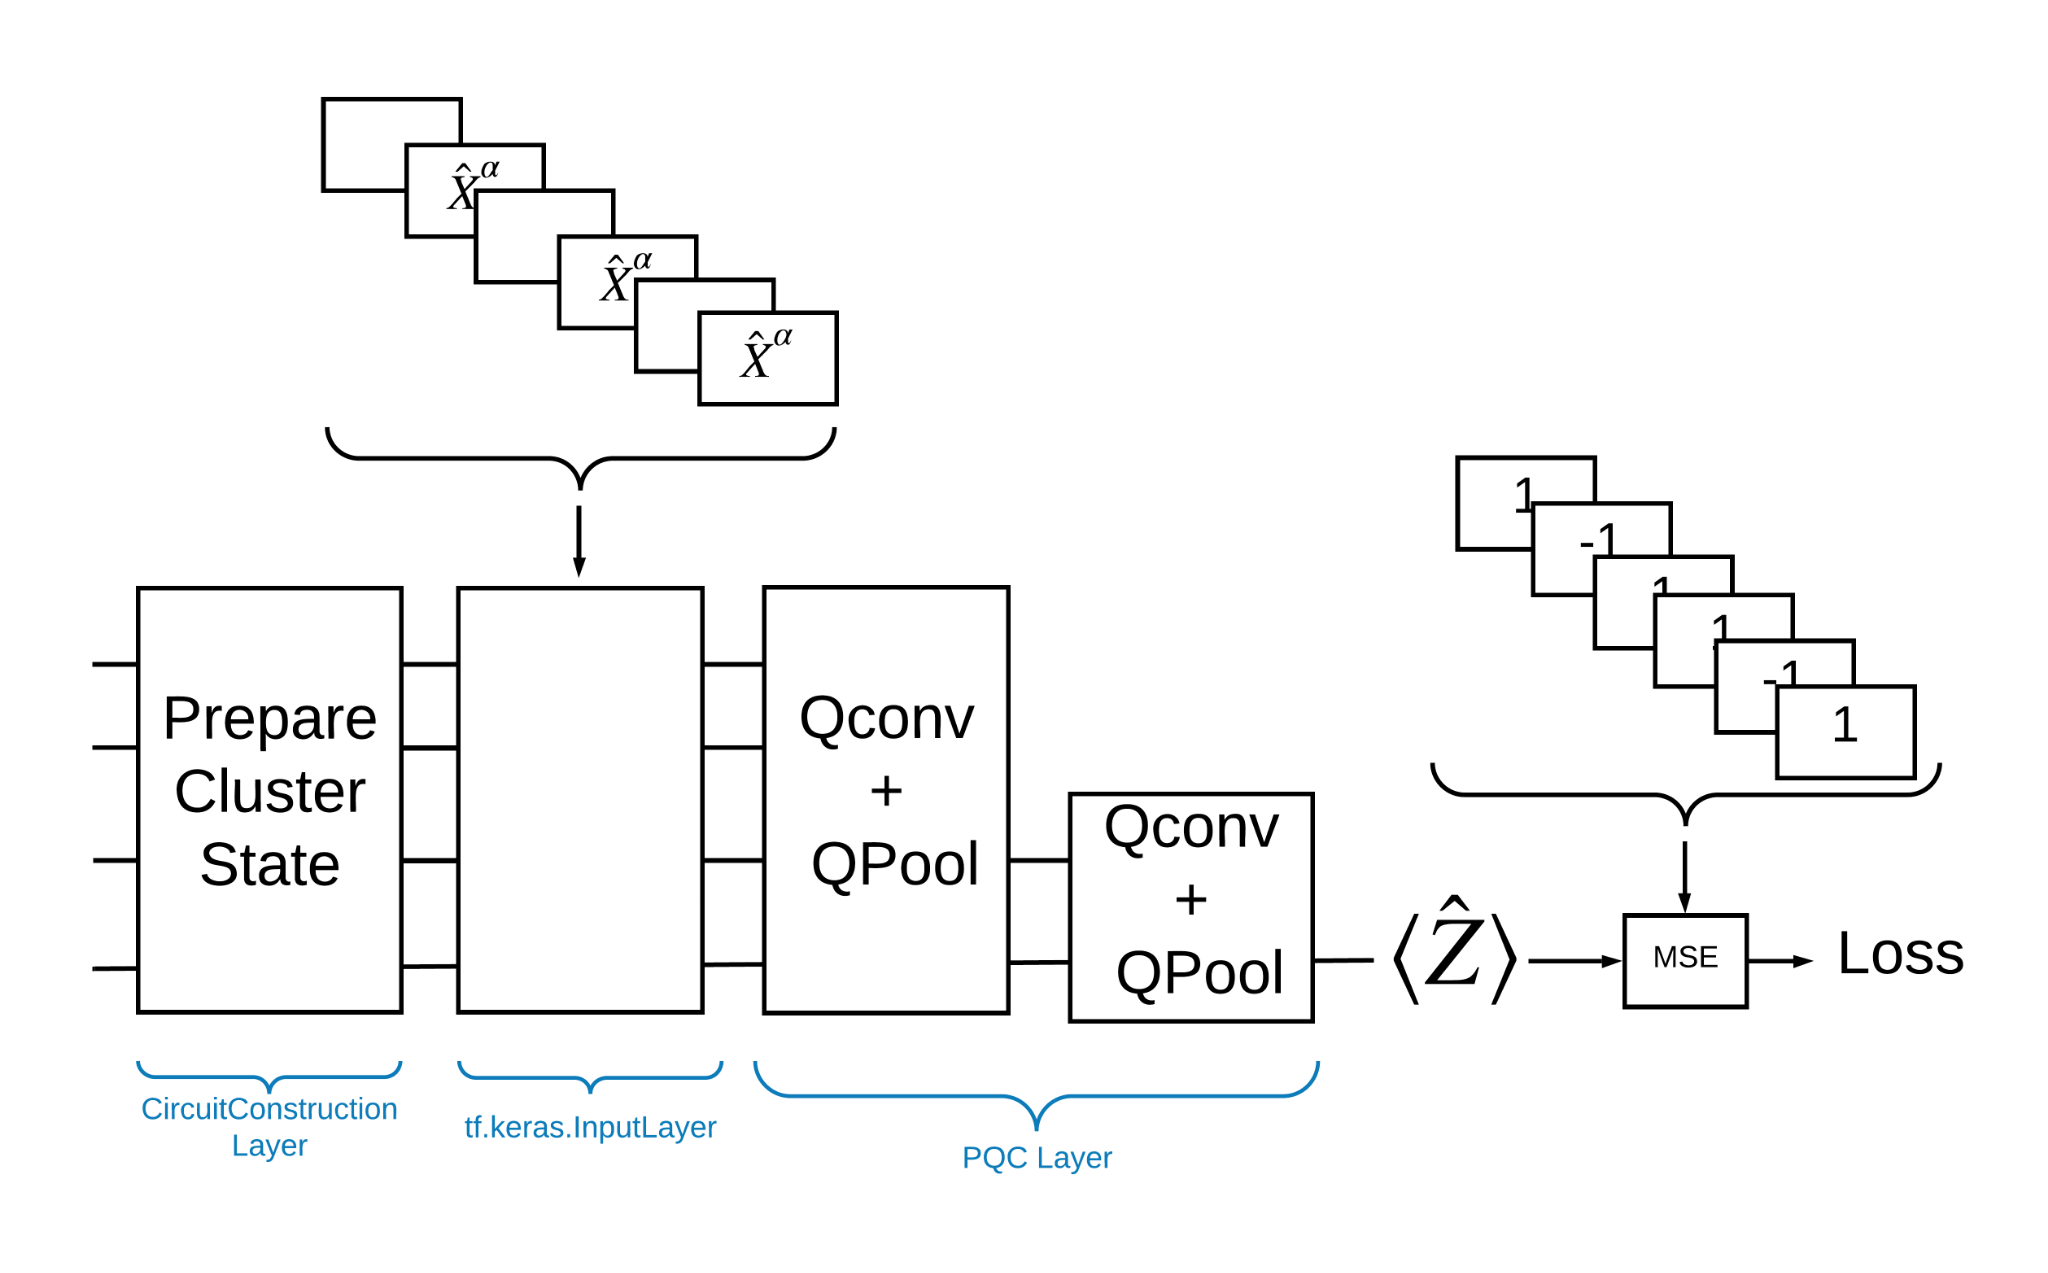 X̂^α
X̂^α
X̂^α
1
-1
1
1
-1
1
Prepare
Cluster
State
Qconv
+
QPool
Qconv
+
QPool
⟨Ẑ⟩
MSE
Loss
CircuitConstruction
Layer
tf.keras.InputLayer
PQC Layer